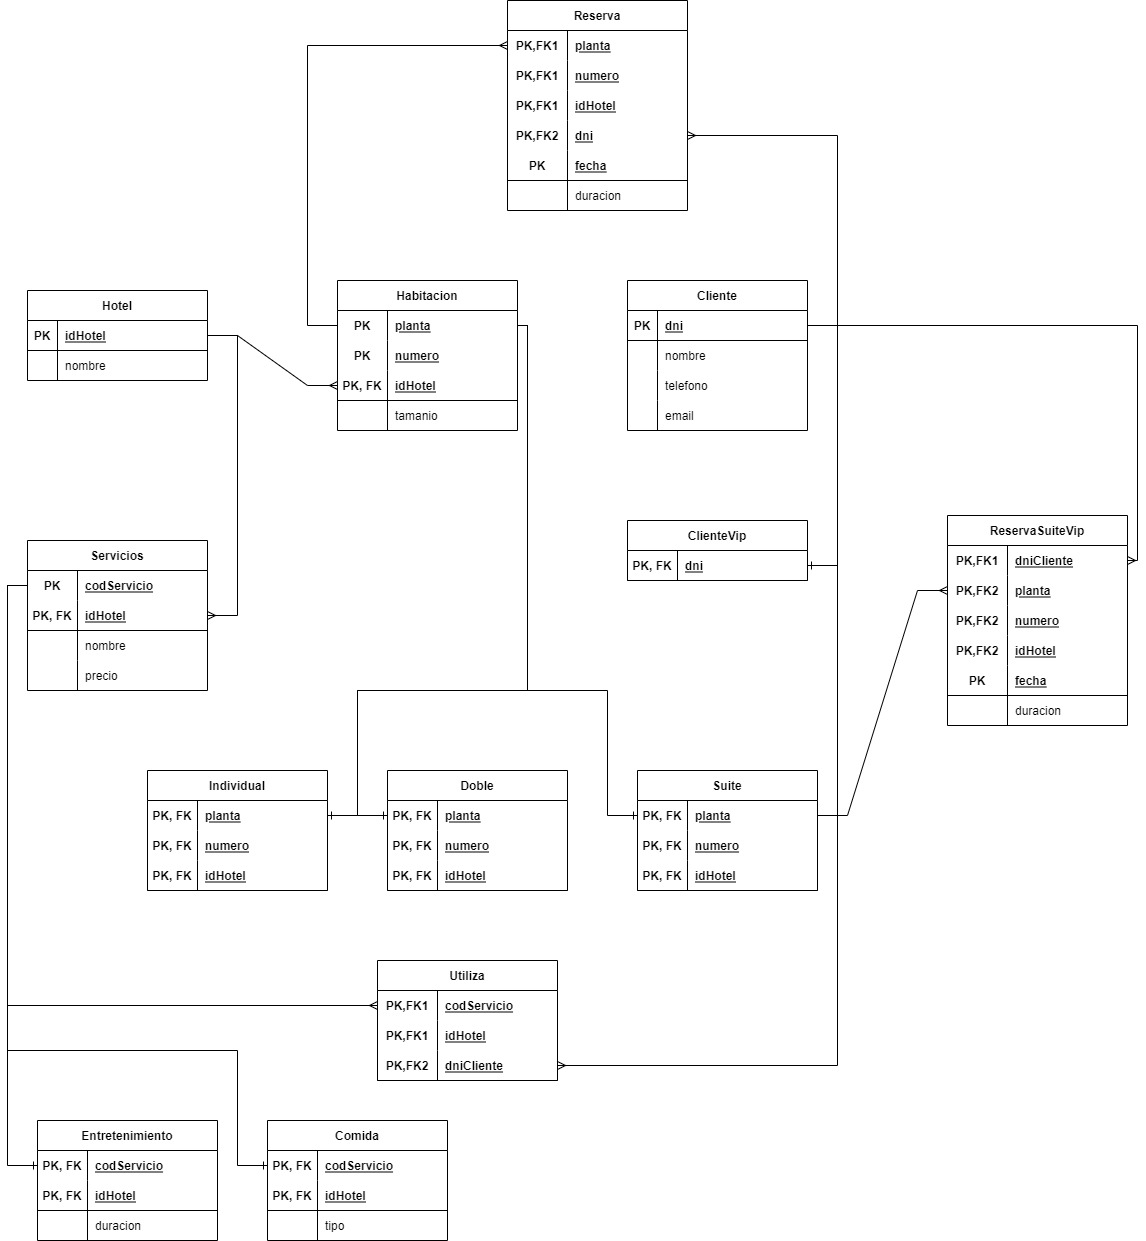 Reserva
PK,FK1 planta
PK,FK1 numero
PK,FK1 idHotel
PK,FK2 dni
PK fecha
duracion
Hotel
PK idHotel
nombre
Habitacion
PK planta
PK numero
PK, FK idHotel
tamanio
Cliente
PK dni
nombre
telefono
email
ClienteVip
PK, FK dni
ReservaSuiteVip
PK,FK1 dniCliente
PK,FK2 planta
PK,FK2 numero
PK,FK2 idHotel
PK fecha
duracion
Servicios
PK codServicio
PK, FK idHotel
nombre
precio
Individual
PK, FK planta
PK, FK numero
PK, FK idHotel
Doble
PK, FK planta
PK, FK numero
PK, FK idHotel
Suite
PK, FK planta
PK, FK numero
PK, FK idHotel
Utiliza
PK,FK1 codServicio
PK,FK1 idHotel
PK,FK2 dniCliente
Entretenimiento
PK, FK codServicio
PK, FK idHotel
duracion
Comida
PK, FK codServicio
PK, FK idHotel
tipo